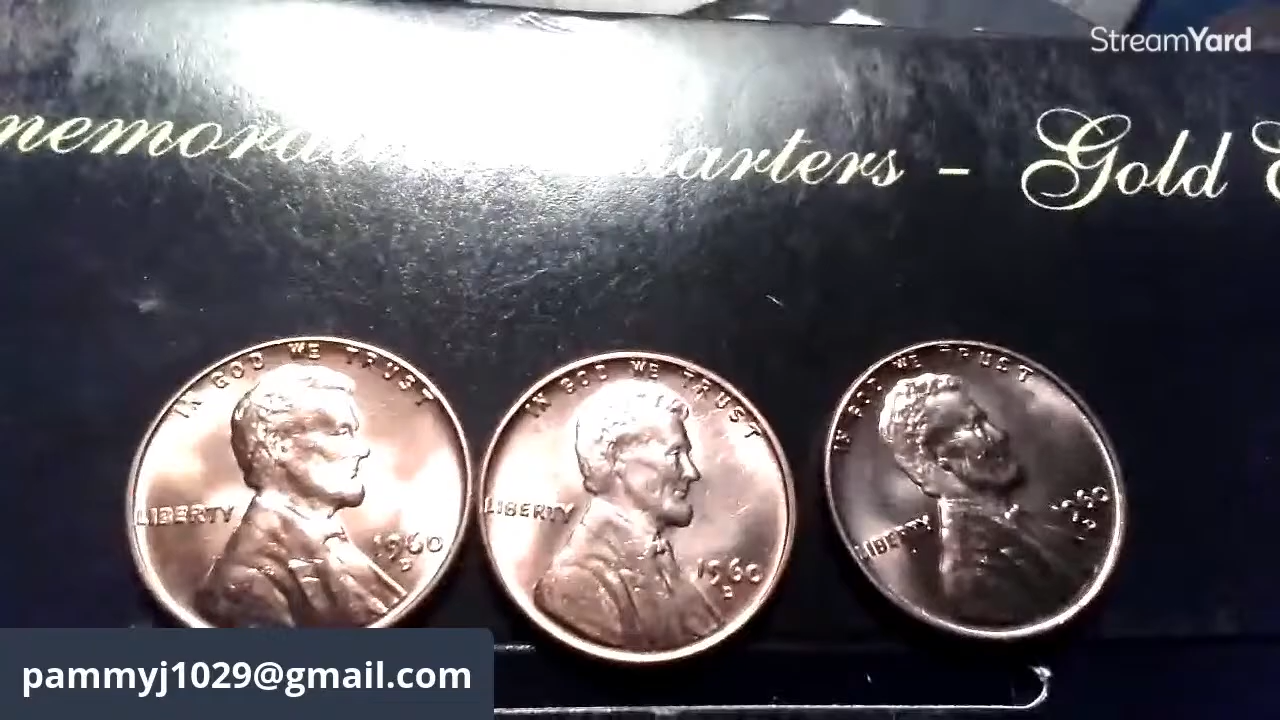 StreamYard
arters - Gold
IN GOD WE TRUST
LIBERTY
1960
D
IN GOD WE TRUST
LIBERTY
1960
D
IN GOD WE TRUST
LIBERTY
1960
D
pammyj1029@gmail.com